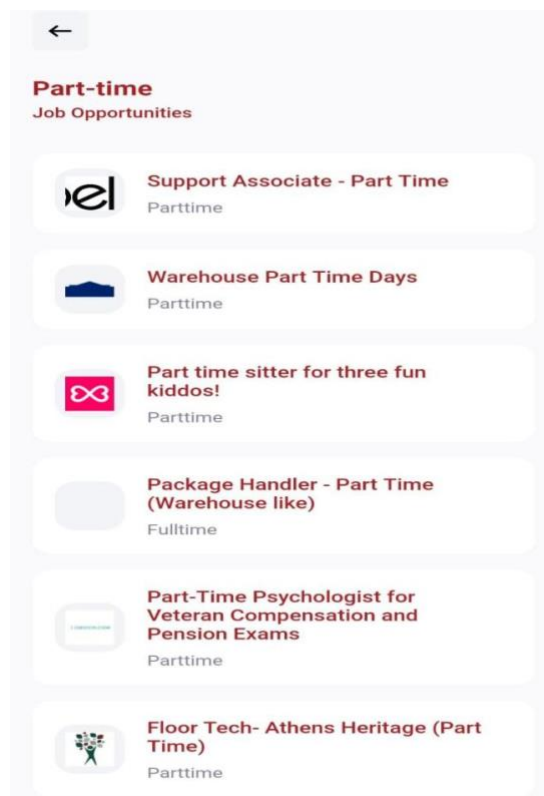 Part-time
Job Opportunities
Support Associate - Part Time
Parttime
Warehouse Part Time Days
Parttime
Part time sitter for three fun
kiddos!
Parttime
Package Handler - Part Time
(Warehouse like)
Fulltime
Part-Time Psychologist for
Veteran Compensation and
Pension Exams
Parttime
Floor Tech- Athens Heritage (Part
Time)
Parttime